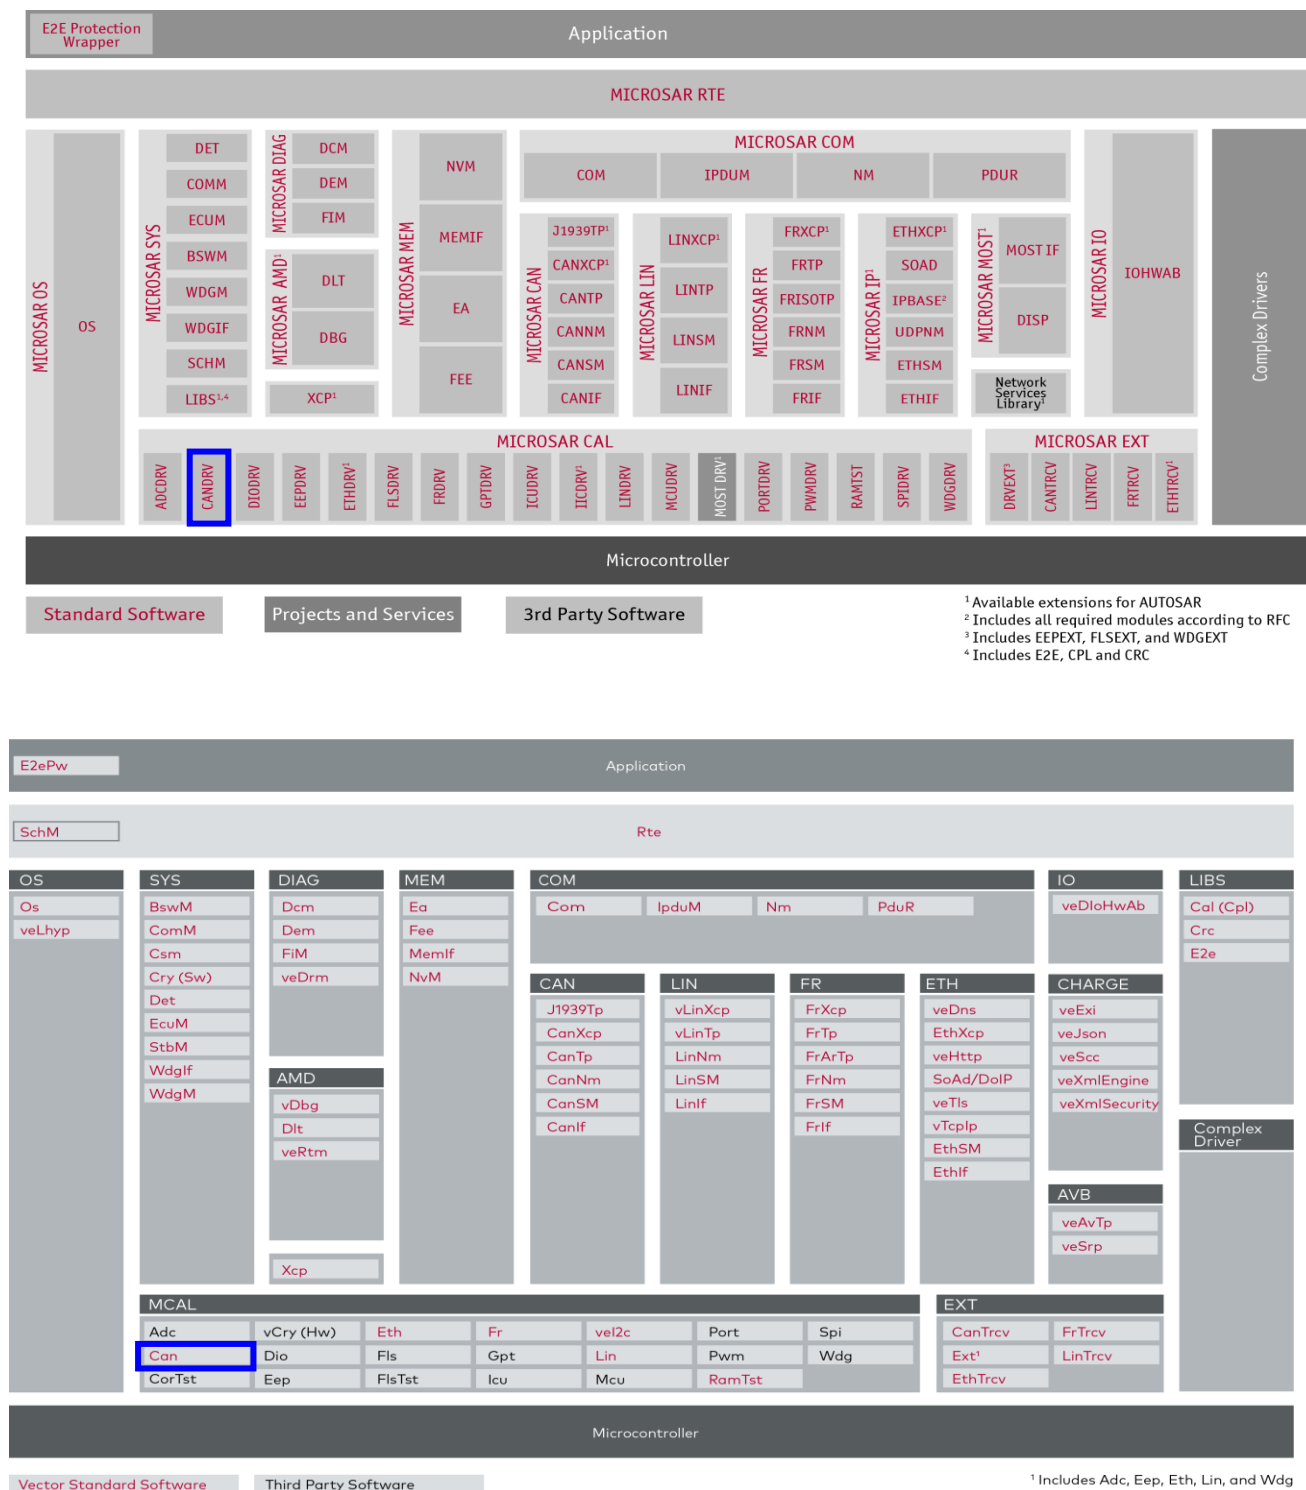 E2E Protection
Wrapper
Application
MICROSAR RTE
MICROSAR OS
OS
MICROSAR SYS
DET
COMM
ECUM
BSWM
WDGM
WDGIF
SCHM
LIBS¹,⁴
MICROSAR DIAG
DCM
DEM
FIM
MICROSAR AMD¹
DLT
DBG
XCP¹
MICROSAR MEM
NVM
MEMIF
EA
FEE
MICROSAR COM
COM
IPDUM
NM
PDUR
MICROSAR CAN
J1939TP¹
CANXCP¹
CANTP
CANNM
CANSM
CANIF
MICROSAR LIN
LINXCP¹
LINTP
LINSM
LINIF
MICROSAR FR
FRXCP¹
FRTP
FRISOTP
FRNM
FRSM
FRIF
MICROSAR IP¹
ETHXCP¹
SOAD
IPBASE²
UDPNM
ETHSM
ETHIF
MICROSAR MOST¹
MOST IF
DISP
Network
Services
Library¹
MICROSAR IO
IOHWAB
Complex Drivers
MICROSAR CAL
ADCDRV
CANDRV
DIODRV
EEPDRV
ETHDRV¹
FLSDRV
FRDRV
GPTDRV
ICUDRV
IICDRV¹
LINDRV
MCUDRV
MOST DRV¹
PORTDRV
PWMDRV
RAMTST
SPIDRV
WDGDRV
MICROSAR EXT
DRVEXT³
CANTRCV
LINTRCV
FRTRCV
ETHTRCV¹
Microcontroller
Standard Software
Projects and Services
3rd Party Software
¹ Available extensions for AUTOSAR
² Includes all required modules according to RFC
³ Includes EEPEXT, FLSEXT, and WDGEXT
⁴ Includes E2E, CPL and CRC
E2ePw
Application
SchM
Rte
OS
Os
veLhyp
SYS
BswM
ComM
Csm
Cry (Sw)
Det
EcuM
StbM
WdgIf
WdgM
DIAG
Dcm
Dem
FiM
veDrm
AMD
vDbg
Dlt
veRtm
Xcp
MEM
Ea
Fee
MemIf
NvM
COM
Com
IpduM
Nm
PduR
CAN
J1939Tp
CanXcp
CanTp
CanNm
CanSM
CanIf
LIN
vLinXcp
vLinTp
LinNm
LinSM
LinIf
FR
FrXcp
FrTp
FrArTp
FrNm
FrSM
FrIf
ETH
veDns
EthXcp
veHttp
SoAd/DoIP
veTls
vTcpIp
EthSM
EthIf
IO
veDIoHwAb
CHARGE
veExi
veJson
veScc
veXmlEngine
veXmlSecurity
AVB
veAvTp
veSrp
LIBS
Cal (Cpl)
Crc
E2e
Complex
Driver
MCAL
Adc
vCry (Hw)
Eth
Fr
veI2c
Port
Spi
Can
Dio
Fls
Gpt
Lin
Pwm
Wdg
CorTst
Eep
FlsTst
Icu
Mcu
RamTst
EXT
CanTrcv
FrTrcv
Ext¹
LinTrcv
EthTrcv
Microcontroller
Vector Standard Software
Third Party Software
¹ Includes Adc, Eep, Eth, Lin, and Wdg